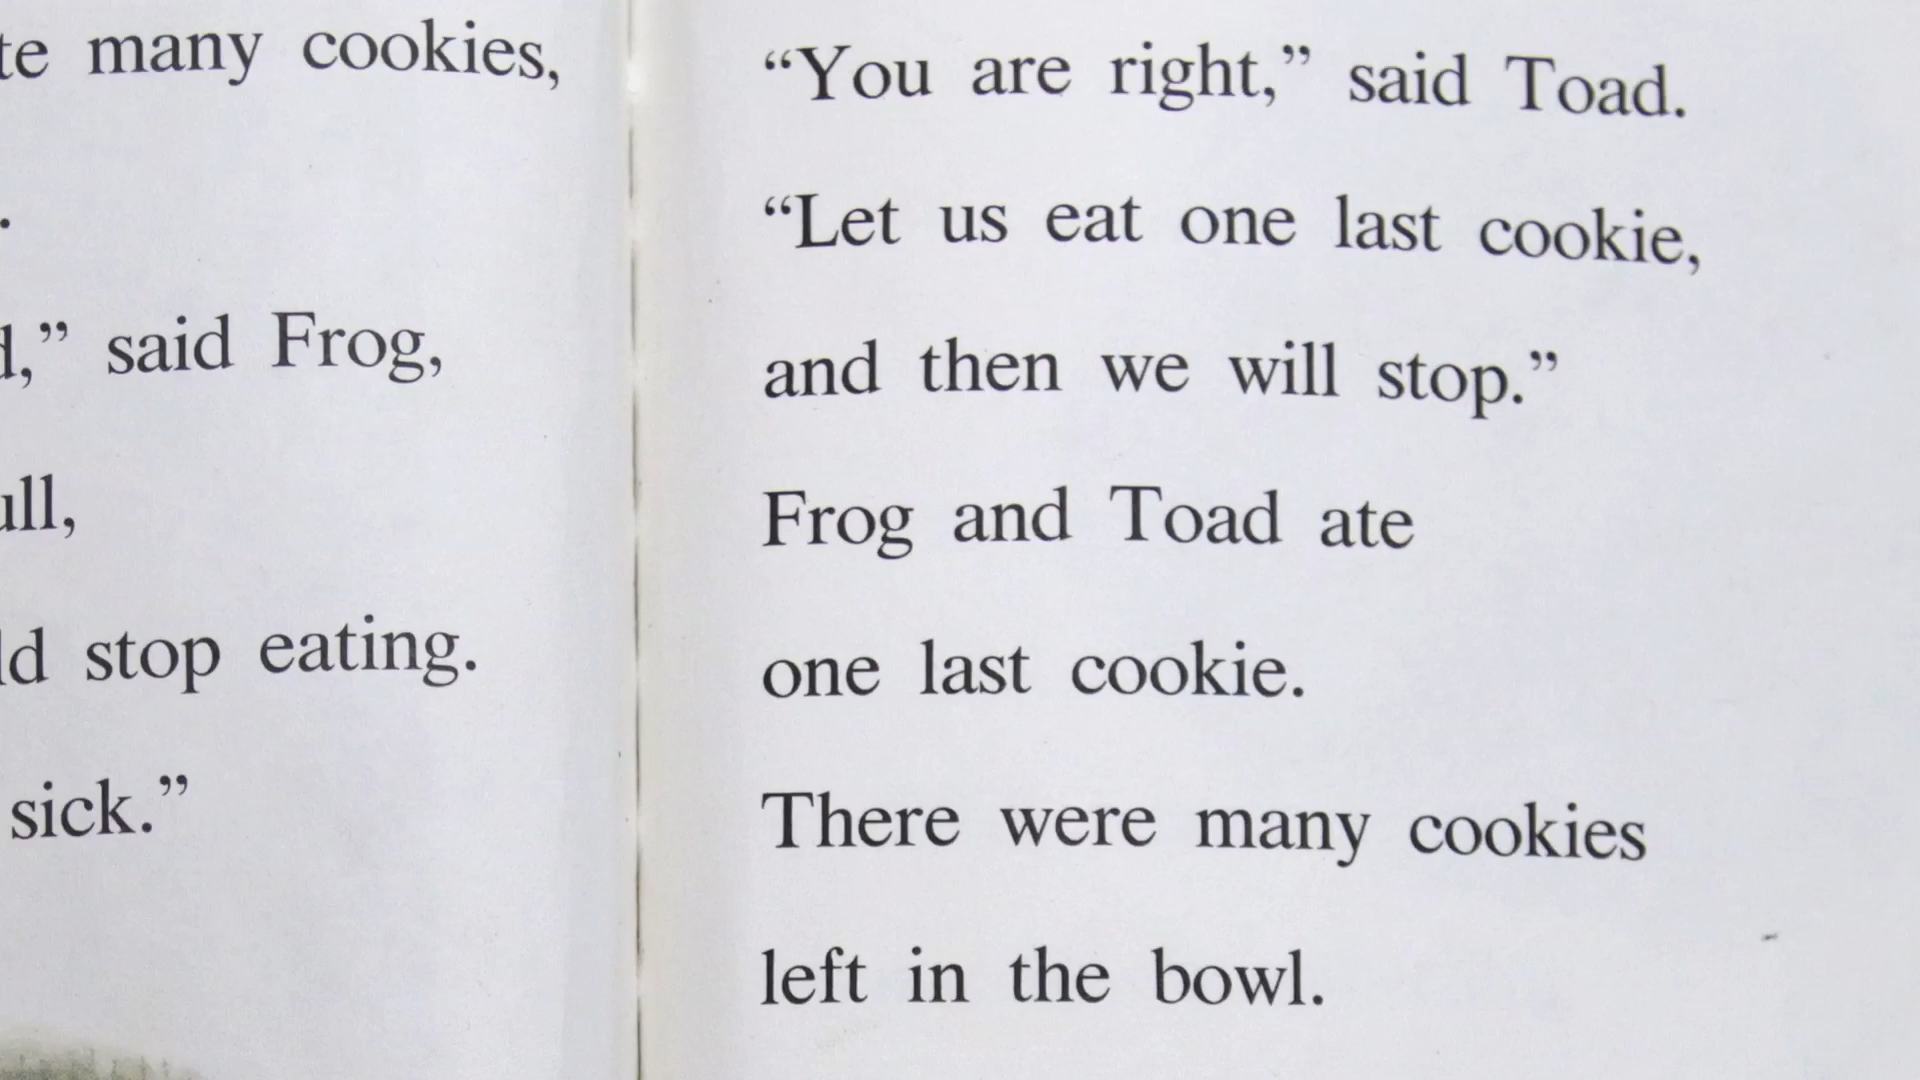 te many cookies,
.
d,” said Frog,
ull,
ld stop eating.
sick.”
“You are right,” said Toad.
“Let us eat one last cookie,
and then we will stop.”
Frog and Toad ate
one last cookie.
There were many cookies
left in the bowl.